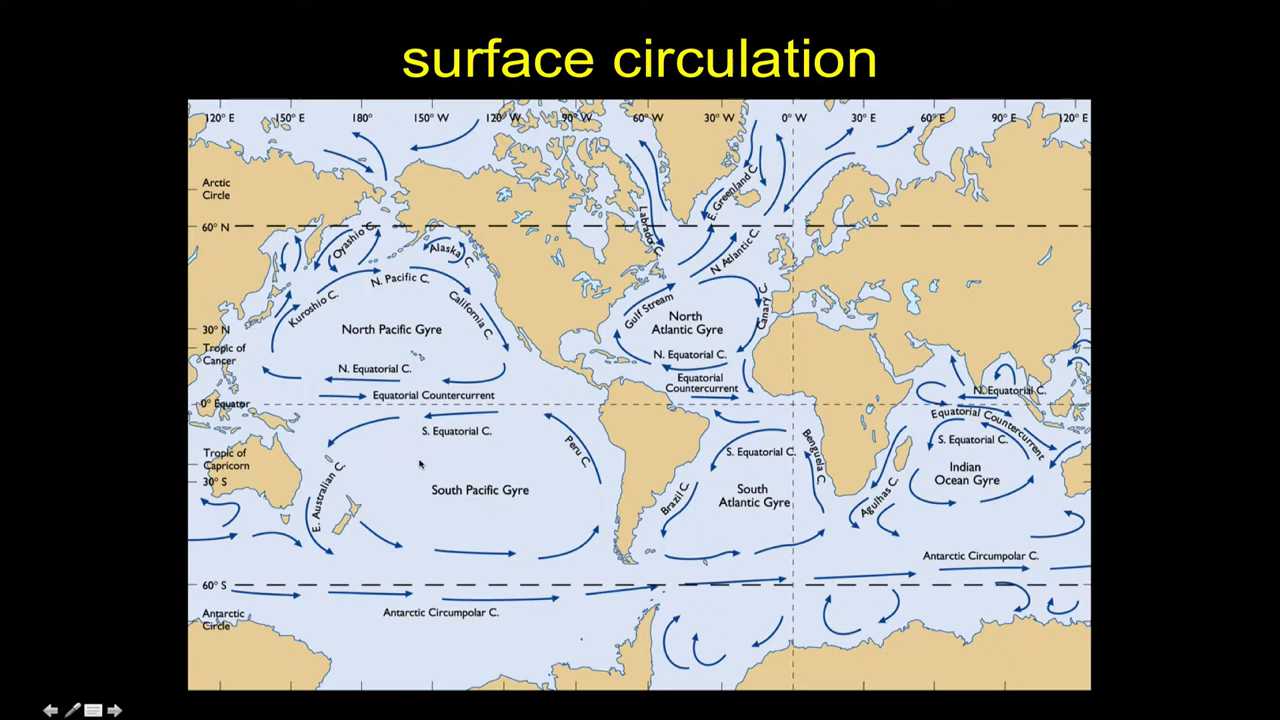 surface circulation
120° E
150° E
180°
150° W
120° W
90° W
60° W
30° W
0° W
30° E
60° E
90° E
120° E
Arctic
Circle
60° N
30° N
Tropic of
Cancer
0° Equator
Tropic of
Capricorn
30° S
60° S
Antarctic
Circle
Oyashio C.
Alaska C.
N. Pacific C.
Kuroshio C.
California C.
North Pacific Gyre
N. Equatorial C.
Equatorial Countercurrent
S. Equatorial C.
Peru C.
E. Australian C.
South Pacific Gyre
Antarctic Circumpolar C.
Labrador C.
E. Greenland C.
N. Atlantic C.
Gulf Stream
North
Atlantic Gyre
Canary C.
N. Equatorial C.
Equatorial
Countercurrent
S. Equatorial C.
Benguela C.
Brazil C.
South
Atlantic Gyre
Agulhas C.
N. Equatorial C.
Equatorial Countercurrent
S. Equatorial C.
Indian
Ocean Gyre
Antarctic Circumpolar C.